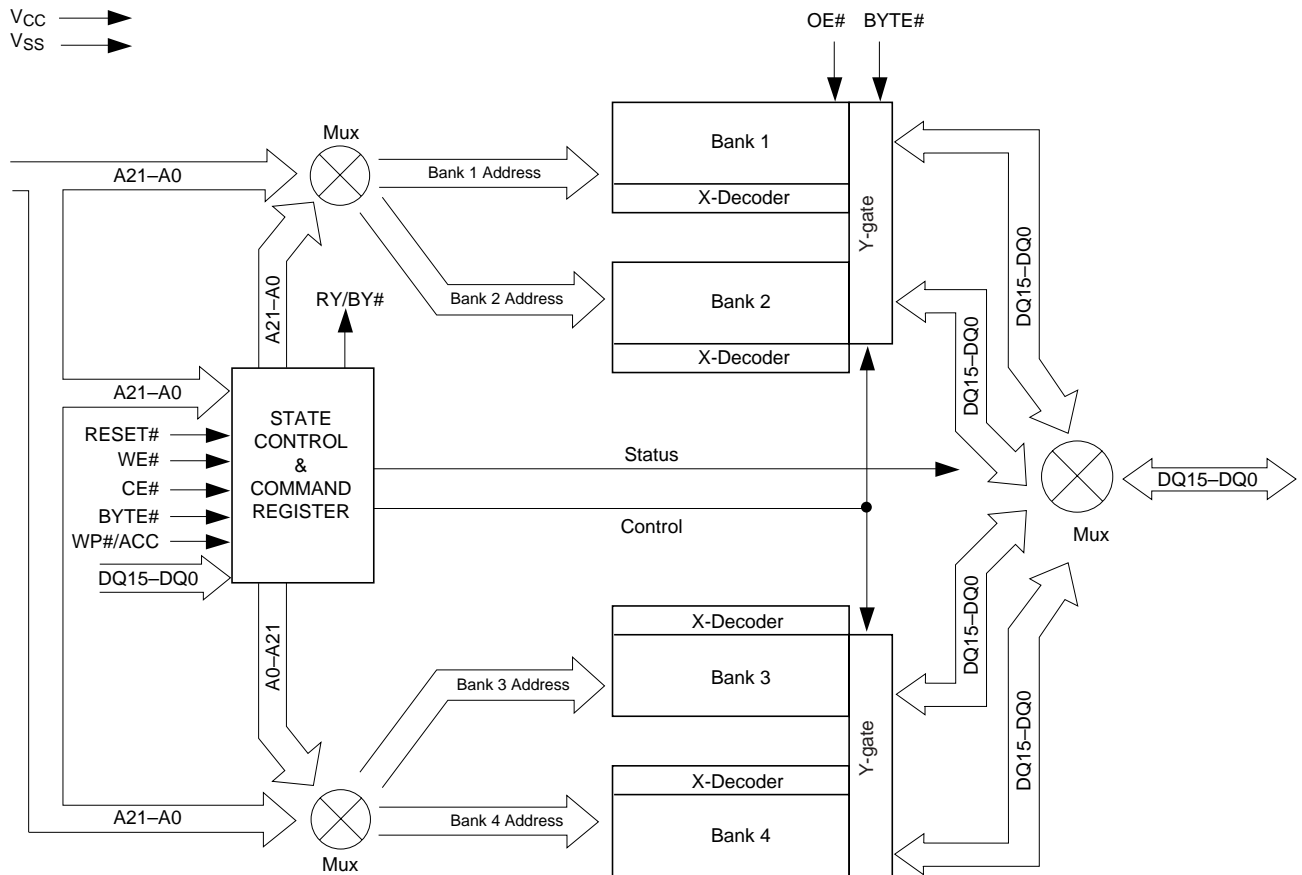 VCC
VSS
OE# BYTE#
Mux
Bank 1
A21–A0
Bank 1 Address
X-Decoder
Y-gate
DQ15–DQ0
A21–A0
RY/BY#
Bank 2 Address
Bank 2
X-Decoder
DQ15–DQ0
A21–A0
STATE
CONTROL
&
COMMAND
REGISTER
RESET#
WE#
CE#
BYTE#
WP#/ACC
DQ15–DQ0
Status
Control
DQ15–DQ0
Mux
A0–A21
X-Decoder
Bank 3
Bank 3 Address
DQ15–DQ0
Y-gate
DQ15–DQ0
X-Decoder
Bank 4
Bank 4 Address
A21–A0
Mux